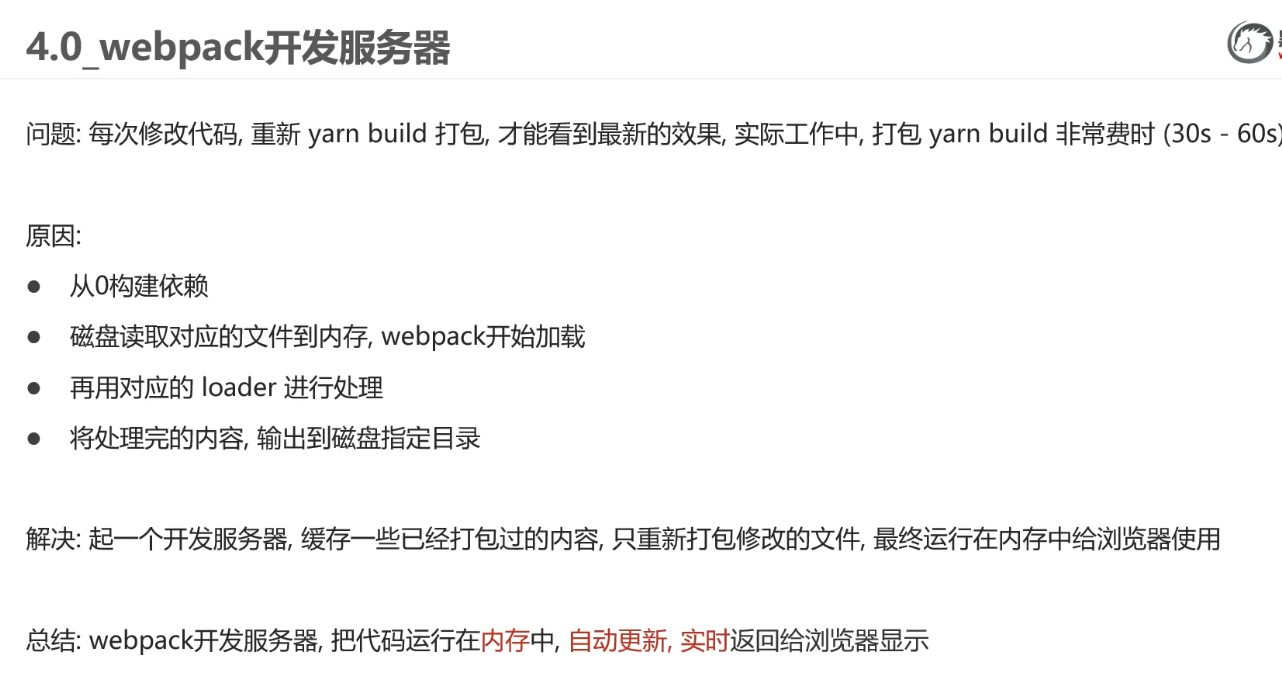 4.0_webpack开发服务器
问题: 每次修改代码, 重新 yarn build 打包, 才能看到最新的效果, 实际工作中, 打包 yarn build 非常费时 (30s - 60s)
原因:
● 从0构建依赖
● 磁盘读取对应的文件到内存, webpack开始加载
● 再用对应的 loader 进行处理
● 将处理完的内容, 输出到磁盘指定目录
解决: 起一个开发服务器, 缓存一些已经打包过的内容, 只重新打包修改的文件, 最终运行在内存中给浏览器使用
总结: webpack开发服务器, 把代码运行在内存中, 自动更新, 实时返回给浏览器显示